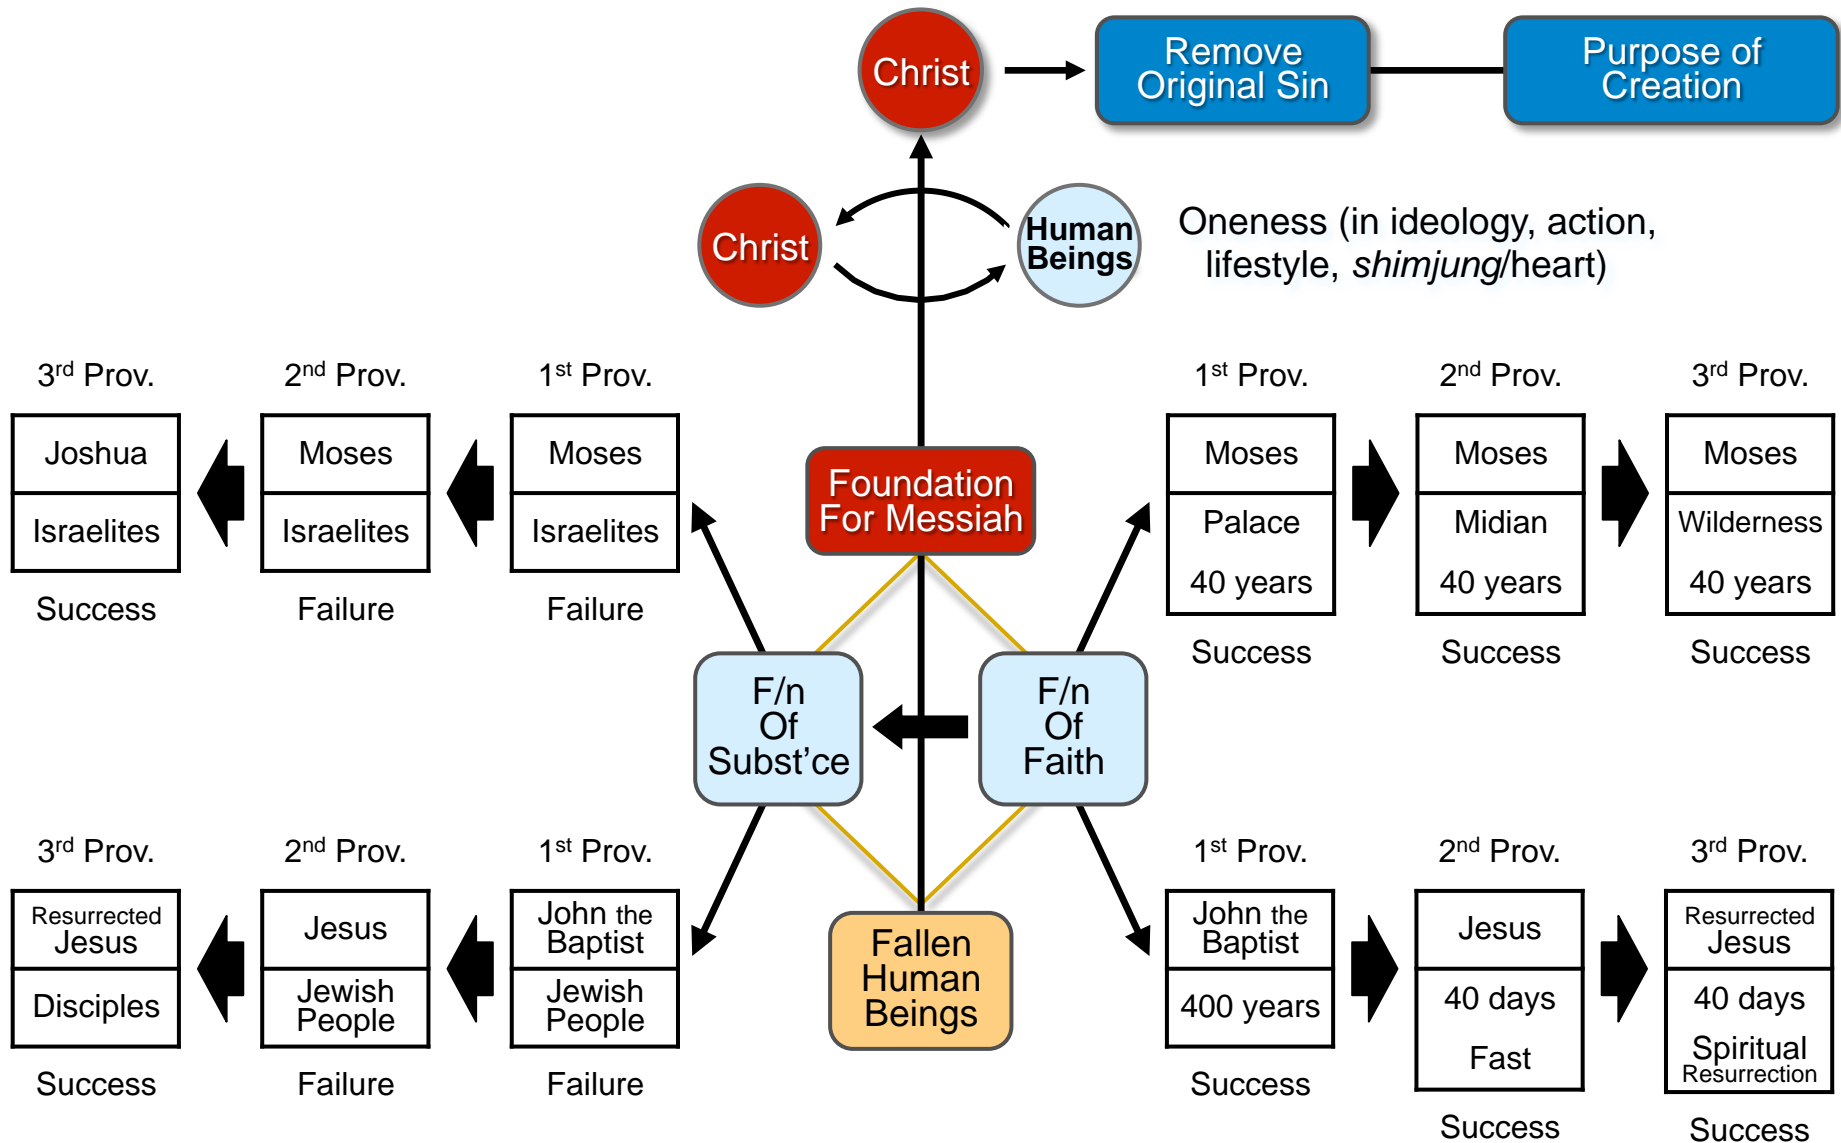 Christ
Remove
Original Sin
Purpose of
Creation
Christ
Human
Beings
Oneness (in ideology, action,
lifestyle, shimjung/heart)
3rd Prov.
2nd Prov.
1st Prov.
Joshua
Israelites
Success
Moses
Israelites
Failure
Moses
Israelites
Failure
Foundation
For Messiah
1st Prov.
2nd Prov.
3rd Prov.
Moses
Palace
40 years
Success
Moses
Midian
40 years
Success
Moses
Wilderness
40 years
Success
F/n
Of
Subst’ce
F/n
Of
Faith
3rd Prov.
2nd Prov.
1st Prov.
Resurrected
Jesus
Disciples
Success
Jesus
Jewish
People
Failure
John the
Baptist
Jewish
People
Failure
Fallen
Human
Beings
1st Prov.
2nd Prov.
3rd Prov.
John the
Baptist
400 years
Success
Jesus
40 days
Fast
Success
Resurrected
Jesus
40 days
Spiritual
Resurrection
Success